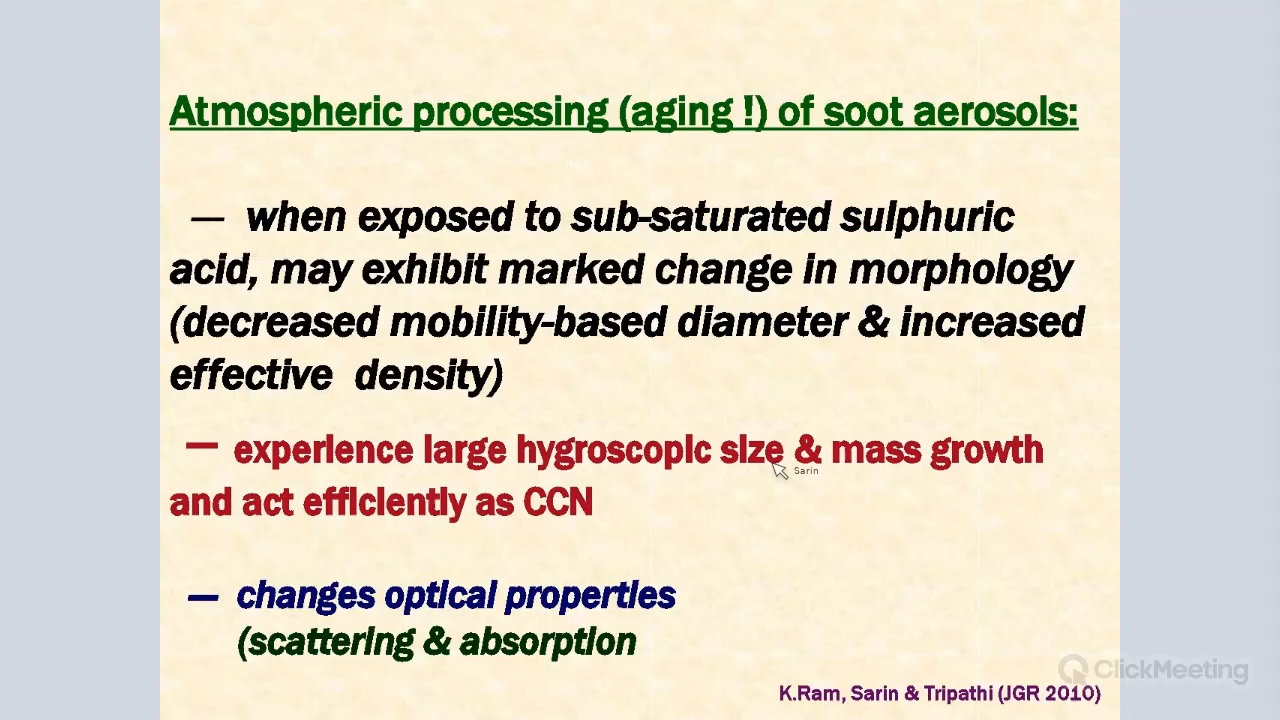 Atmospheric processing (aging !) of soot aerosols:
— when exposed to sub-saturated sulphuric
acid, may exhibit marked change in morphology
(decreased mobility-based diameter & increased
effective density)
— experience large hygroscopic size & mass growth
Sarin
and act efficiently as CCN
— changes optical properties
(scattering & absorption
ClickMeeting
K.Ram, Sarin & Tripathi (JGR 2010)